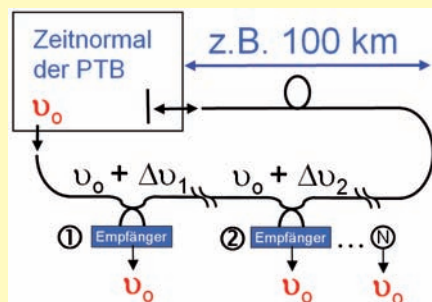 Zeitnormal
der PTB
z.B. 100 km
υ₀
υ₀ + Δυ₁
υ₀ + Δυ₂
① Empfänger
② Empfänger ... Ⓝ
υ₀
υ₀
υ₀